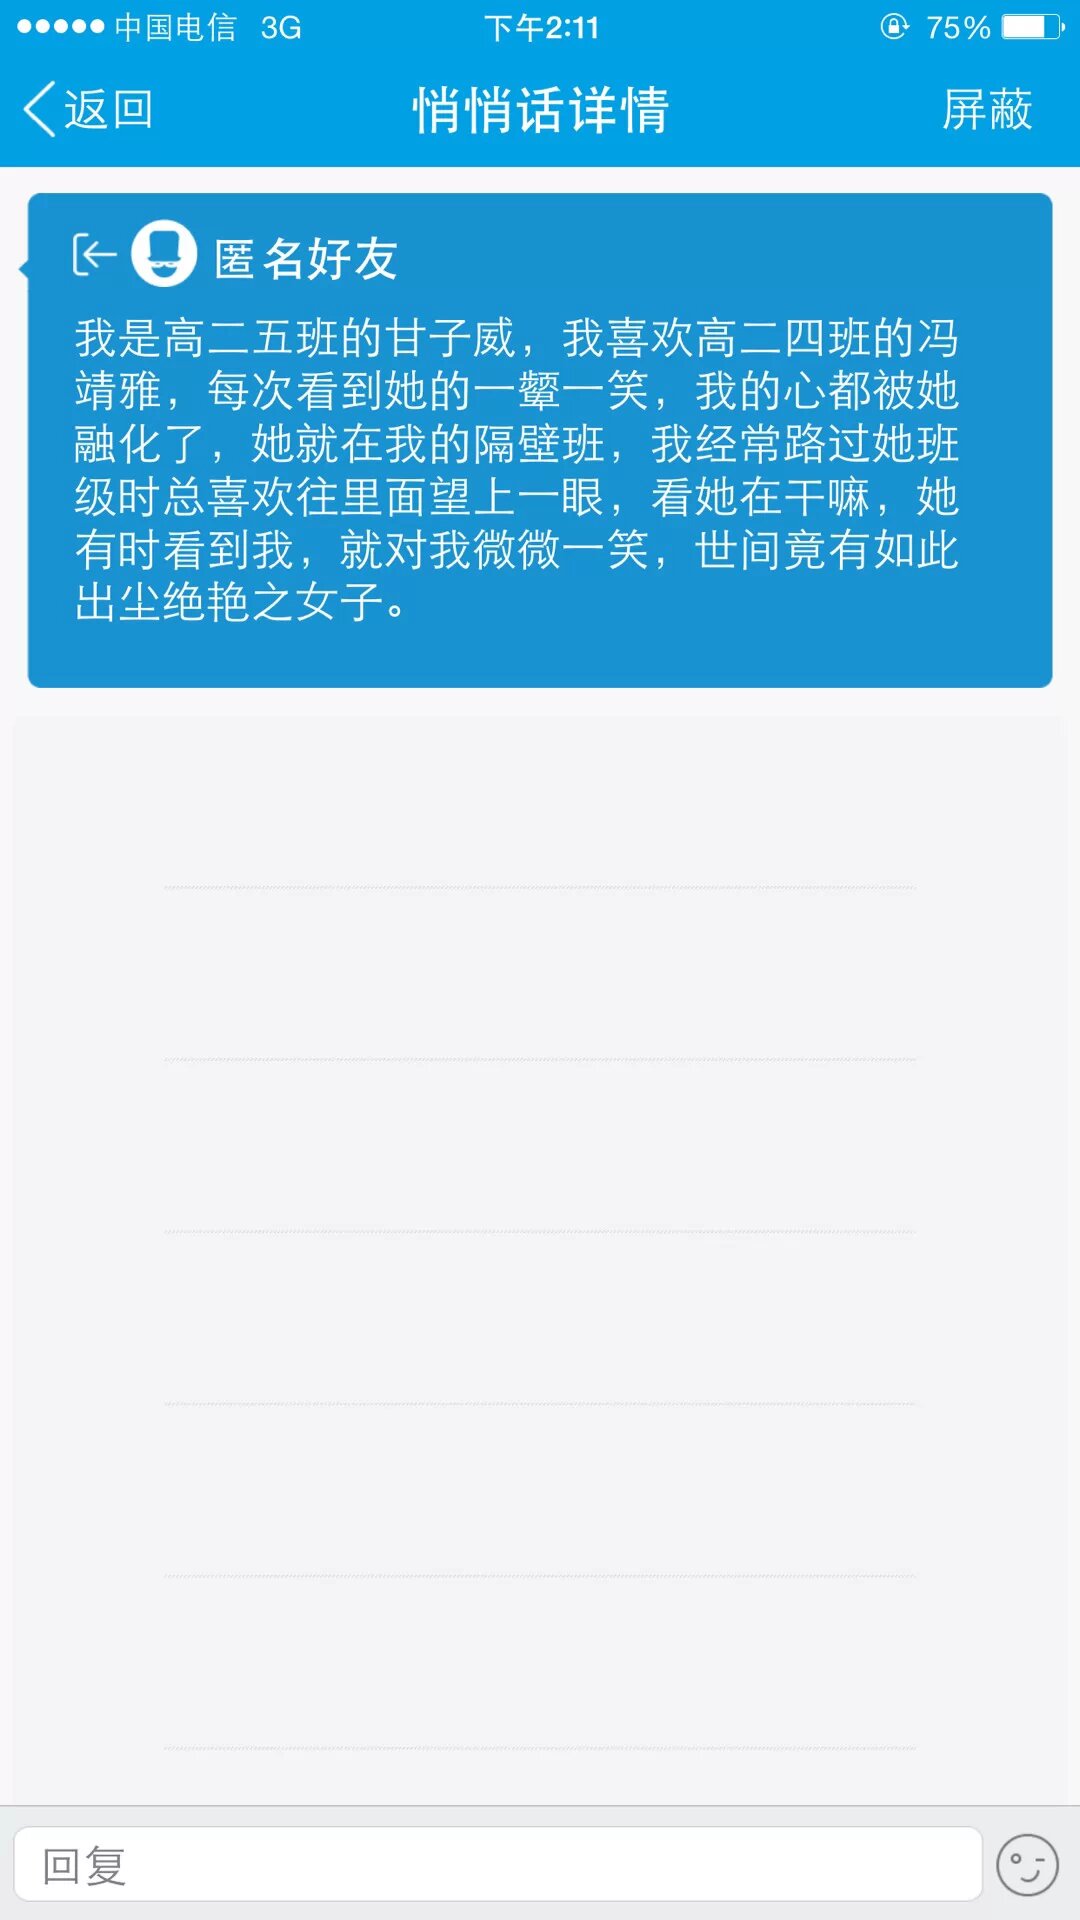 中国电信 3G 下午2:11 75%
返回 悄悄话详情 屏蔽
匿名好友
我是高二五班的甘子威，我喜欢高二四班的冯
靖雅，每次看到她的一颦一笑，我的心都被她
融化了，她就在我的隔壁班，我经常路过她班
级时总喜欢往里面望上一眼，看她在干嘛，她
有时看到我，就对我微微一笑，世间竟有如此
出尘绝艳之女子。
回复